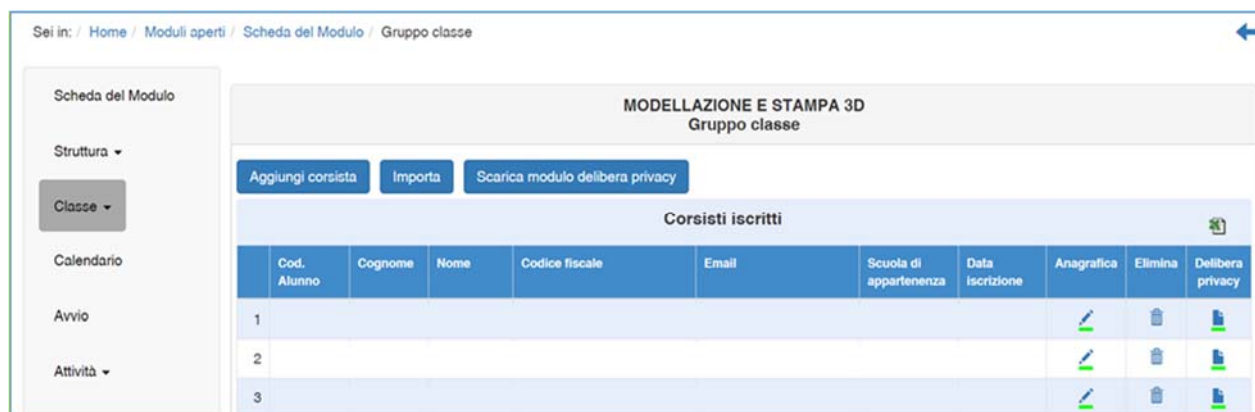 Sei in: / Home / Moduli aperti / Scheda del Modulo / Gruppo classe
Scheda del Modulo
Struttura
Classe
Calendario
Avvio
Attività
MODELLAZIONE E STAMPA 3D
Gruppo classe
Aggiungi corsista Importa Scarica modulo delibera privacy
Corsisti iscritti
Cod. Alunno Cognome Nome Codice fiscale Email Scuola di appartenenza Data iscrizione Anagrafica Elimina Delibera privacy
1
2
3